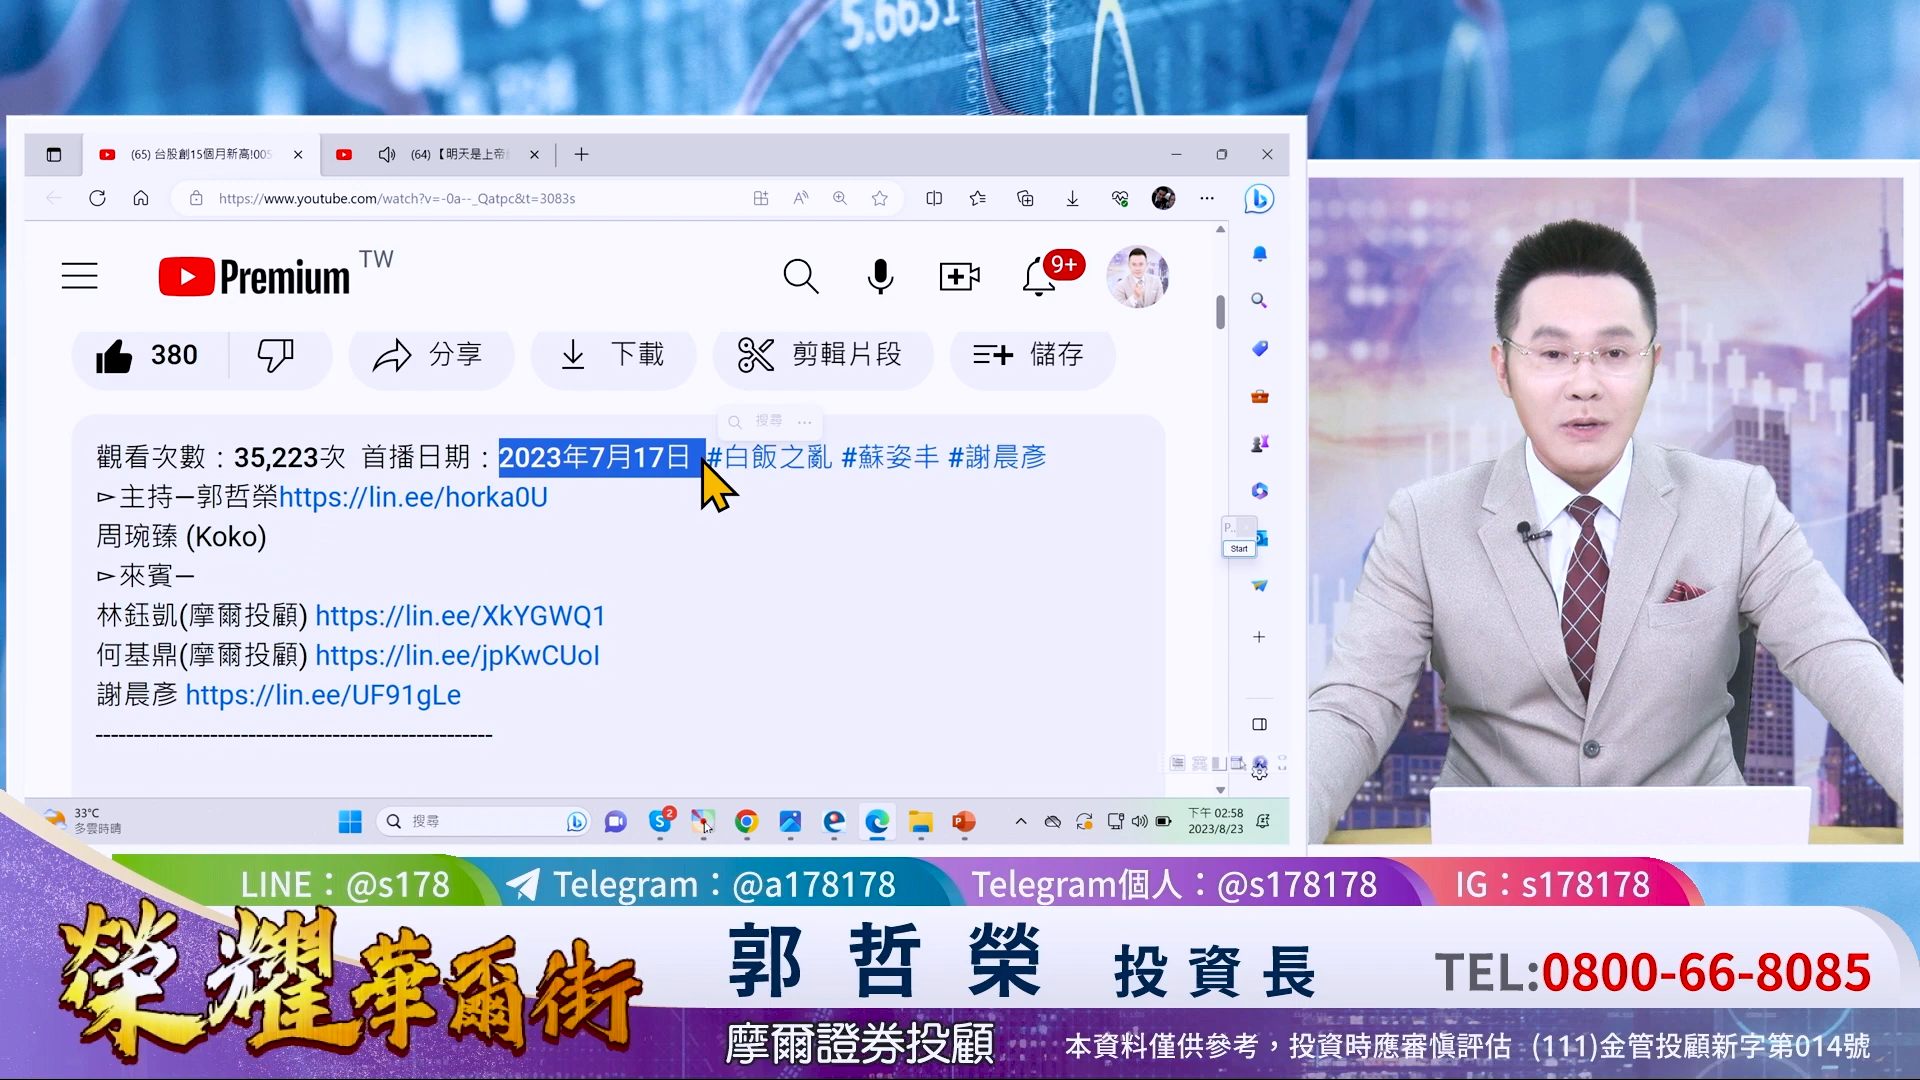 5.6631
(65) 台股創15個月新高!005
(64)【明天是上帝
https://www.youtube.com/watch?v=-0a--_Qatpc&t=3083s
Premium TW
9+
380
分享
下載
剪輯片段
儲存
搜尋
觀看次數：35,223次 首播日期：2023年7月17日 #白飯之亂 #蘇姿丰 #謝晨彥
▻主持—郭哲榮https://lin.ee/horka0U
周琬臻 (Koko)
▻來賓—
林鈺凱(摩爾投顧) https://lin.ee/XkYGWQ1
何基鼎(摩爾投顧) https://lin.ee/jpKwCUoI
謝晨彥 https://lin.ee/UF91gLe
--------------------------------------------------
P...
Start
33°C
多雲時晴
搜尋
2
下午 02:58
2023/8/23
LINE：@s178
Telegram：@a178178
Telegram個人：@s178178
IG：s178178
榮耀華爾街
郭哲榮 投資長
TEL:0800-66-8085
摩爾證券投顧
本資料僅供參考，投資時應審慎評估 (111)金管投顧新字第014號